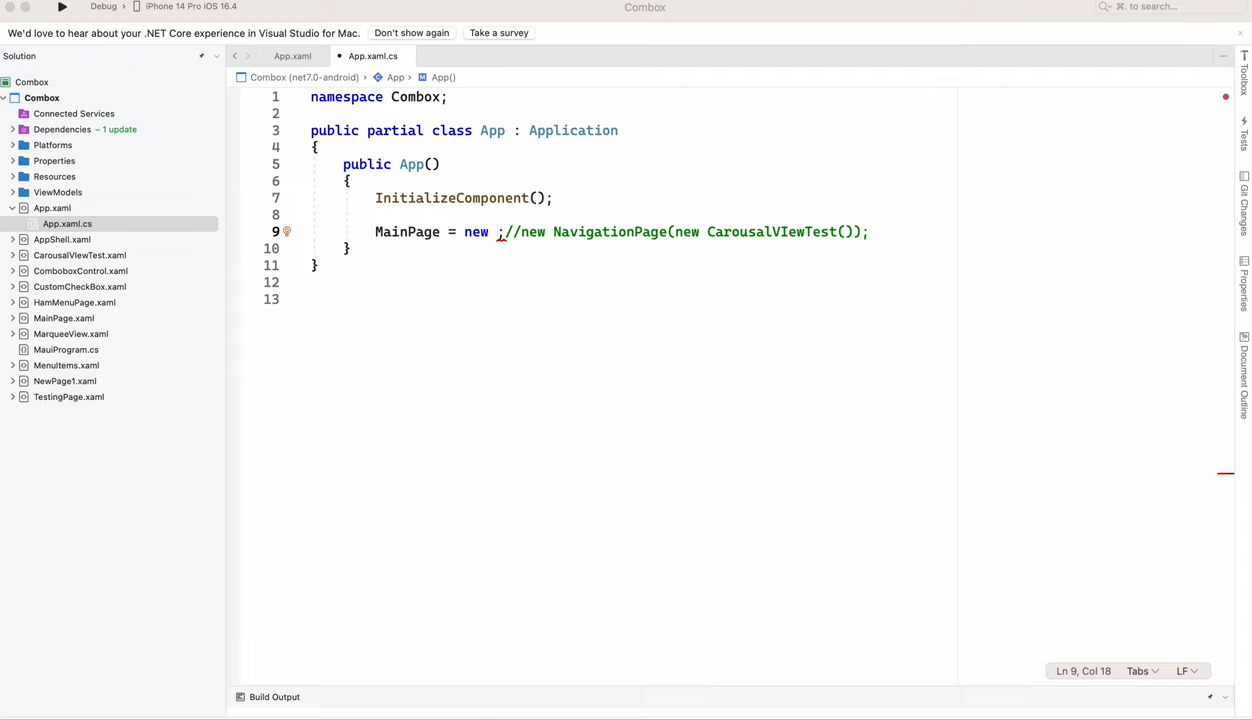 Debug > iPhone 14 Pro iOS 16.4
Combox
⌘. to search...
We'd love to hear about your .NET Core experience in Visual Studio for Mac.
Don't show again
Take a survey
Solution
App.xaml
App.xaml.cs
Combox (net7.0-android) > App > M App()
Combox
Combox
Connected Services
Dependencies – 1 update
Platforms
Properties
Resources
ViewModels
App.xaml
App.xaml.cs
AppShell.xaml
CarousalVIewTest.xaml
ComboboxControl.xaml
CustomCheckBox.xaml
HamMenuPage.xaml
MainPage.xaml
MarqueeView.xaml
MauiProgram.cs
MenuItems.xaml
NewPage1.xaml
TestingPage.xaml
1 namespace Combox;
2
3 public partial class App : Application
4 {
5 public App()
6 {
7 InitializeComponent();
8
9 MainPage = new ;//new NavigationPage(new CarousalVIewTest());
10 }
11 }
12
13
Toolbox
Tests
Git Changes
Properties
Document Outline
Ln 9, Col 18 Tabs LF
Build Output